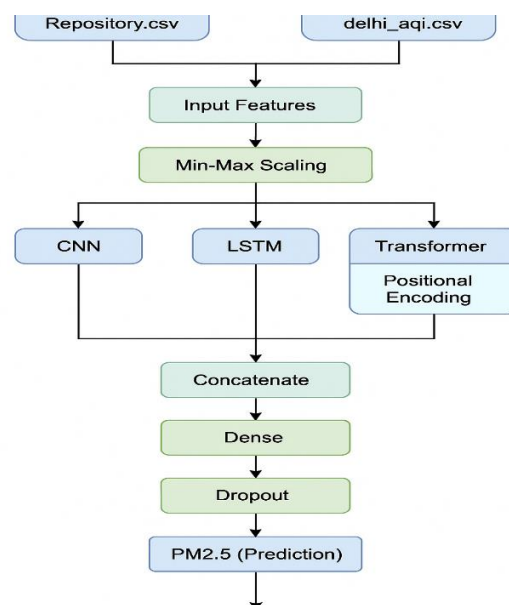 Repository.csv
delhi_aqi.csv
Input Features
Min-Max Scaling
CNN
LSTM
Transformer
Positional
Encoding
Concatenate
Dense
Dropout
PM2.5 (Prediction)